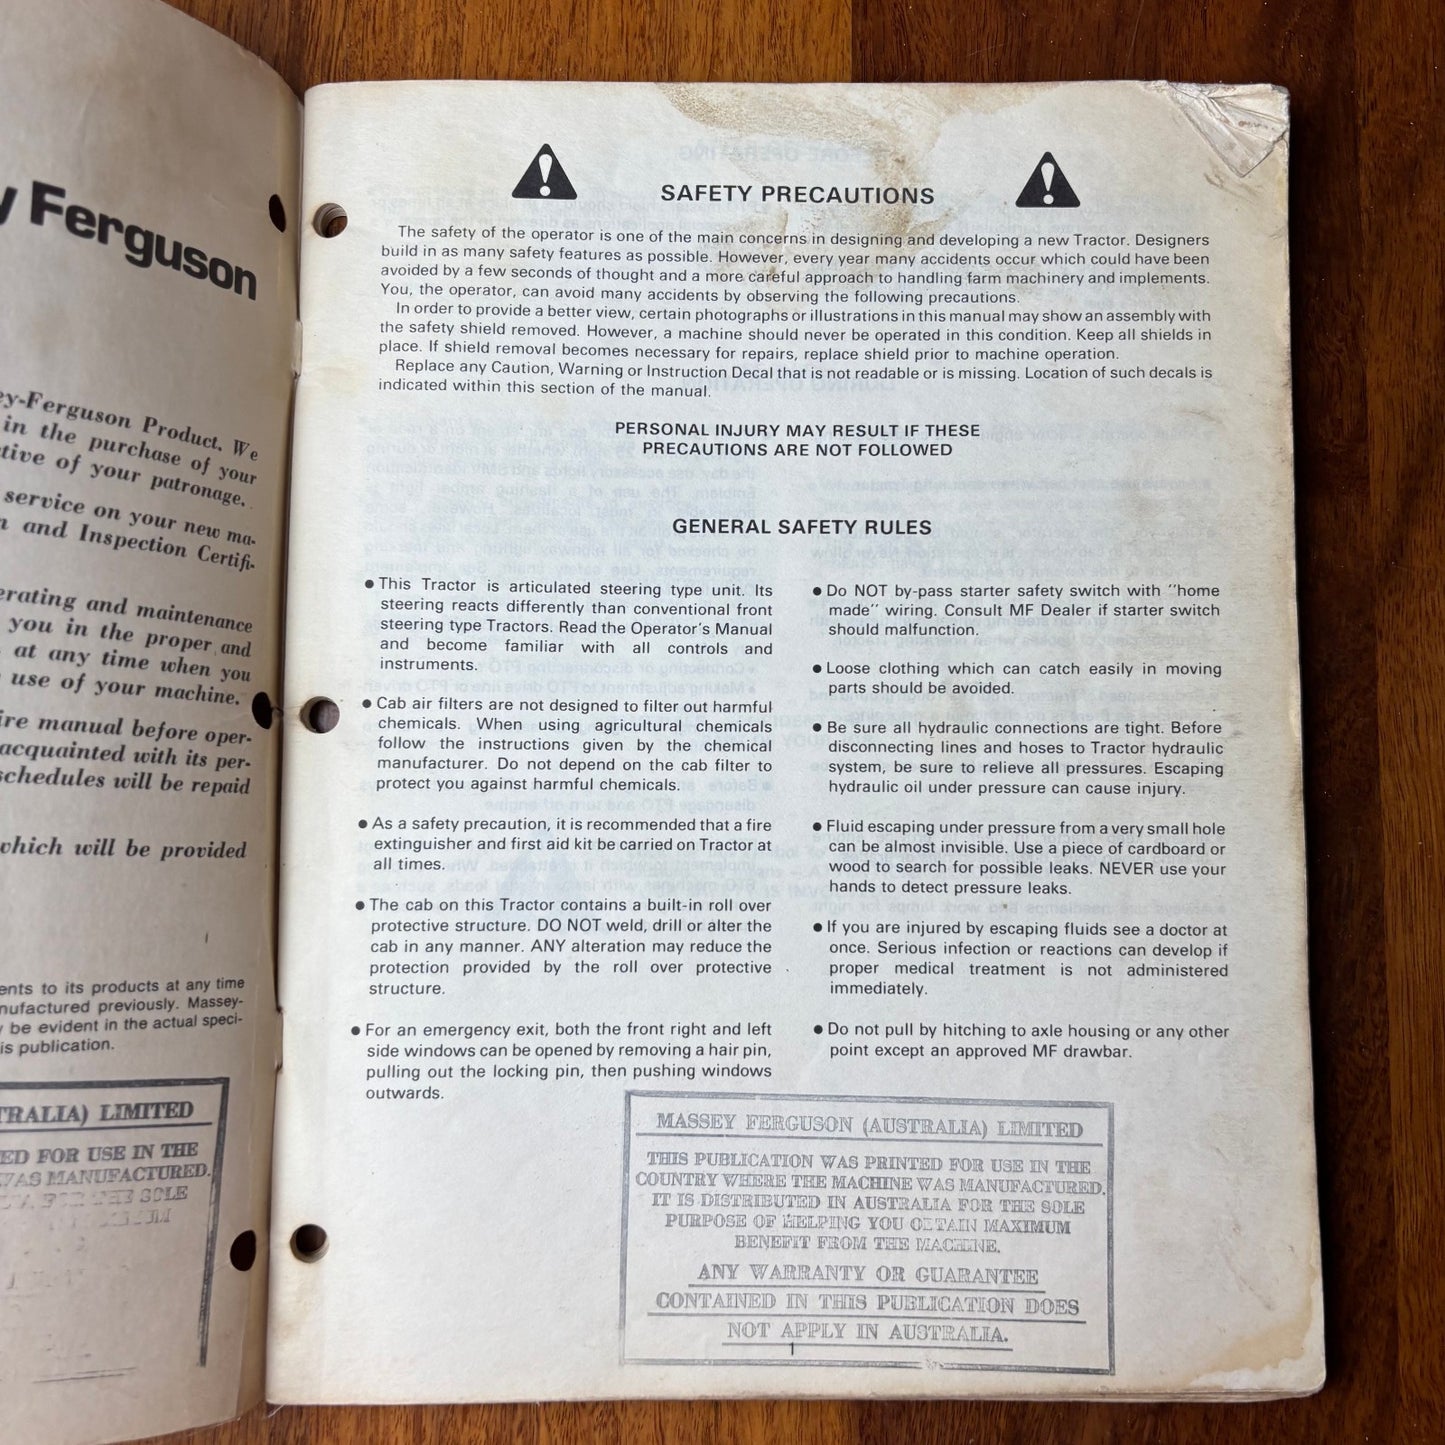 y Ferguson
ey-Ferguson Product. We
in the purchase of your
tive of your patronage.
service on your new ma-
n and Inspection Certifi-
erating and maintenance
you in the proper and
at any time when you
use of your machine.
ire manual before oper-
acquainted with its per-
schedules will be repaid
which will be provided
ents to its products at any time
nufactured previously. Massey-
y be evident in the actual speci-
is publication.
TRALIA) LIMITED
ED FOR USE IN THE
WAS MANUFACTURED.
FOR THE SOLE
SAFETY PRECAUTIONS
The safety of the operator is one of the main concerns in designing and developing a new Tractor. Designers
build in as many safety features as possible. However, every year many accidents occur which could have been
avoided by a few seconds of thought and a more careful approach to handling farm machinery and implements.
You, the operator, can avoid many accidents by observing the following precautions.
In order to provide a better view, certain photographs or illustrations in this manual may show an assembly with
the safety shield removed. However, a machine should never be operated in this condition. Keep all shields in
place. If shield removal becomes necessary for repairs, replace shield prior to machine operation.
Replace any Caution, Warning or Instruction Decal that is not readable or is missing. Location of such decals is
indicated within this section of the manual.
PERSONAL INJURY MAY RESULT IF THESE
PRECAUTIONS ARE NOT FOLLOWED
GENERAL SAFETY RULES
• This Tractor is articulated steering type unit. Its
steering reacts differently than conventional front
steering type Tractors. Read the Operator's Manual
and become familiar with all controls and
instruments.
• Cab air filters are not designed to filter out harmful
chemicals. When using agricultural chemicals
follow the instructions given by the chemical
manufacturer. Do not depend on the cab filter to
protect you against harmful chemicals.
• As a safety precaution, it is recommended that a fire
extinguisher and first aid kit be carried on Tractor at
all times.
• The cab on this Tractor contains a built-in roll over
protective structure. DO NOT weld, drill or alter the
cab in any manner. ANY alteration may reduce the
protection provided by the roll over protective
structure.
• For an emergency exit, both the front right and left
side windows can be opened by removing a hair pin,
pulling out the locking pin, then pushing windows
outwards.
• Do NOT by-pass starter safety switch with "home
made" wiring. Consult MF Dealer if starter switch
should malfunction.
• Loose clothing which can catch easily in moving
parts should be avoided.
• Be sure all hydraulic connections are tight. Before
disconnecting lines and hoses to Tractor hydraulic
system, be sure to relieve all pressures. Escaping
hydraulic oil under pressure can cause injury.
• Fluid escaping under pressure from a very small hole
can be almost invisible. Use a piece of cardboard or
wood to search for possible leaks. NEVER use your
hands to detect pressure leaks.
• If you are injured by escaping fluids see a doctor at
once. Serious infection or reactions can develop if
proper medical treatment is not administered
immediately.
• Do not pull by hitching to axle housing or any other
point except an approved MF drawbar.
MASSEY FERGUSON (AUSTRALIA) LIMITED
THIS PUBLICATION WAS PRINTED FOR USE IN THE
COUNTRY WHERE THE MACHINE WAS MANUFACTURED.
IT IS DISTRIBUTED IN AUSTRALIA FOR THE SOLE
PURPOSE OF HELPING YOU OBTAIN MAXIMUM
BENEFIT FROM THE MACHINE.
ANY WARRANTY OR GUARANTEE
CONTAINED IN THIS PUBLICATION DOES
NOT APPLY IN AUSTRALIA.
1